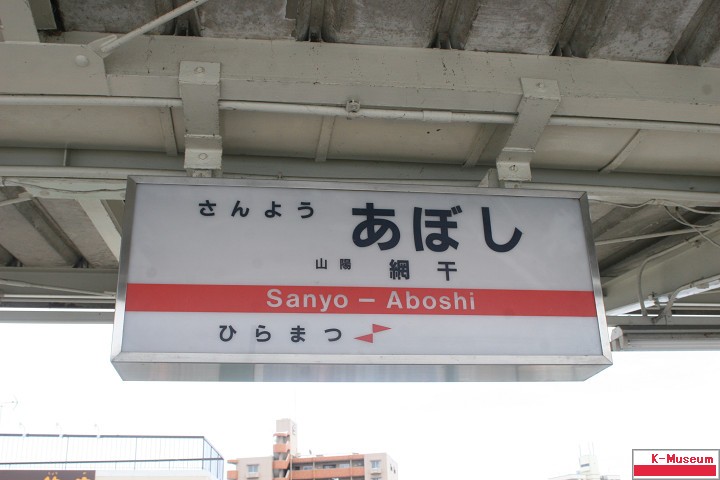 さんよう あぼし
山陽 網干
Sanyo - Aboshi
ひらまつ
K-Museum